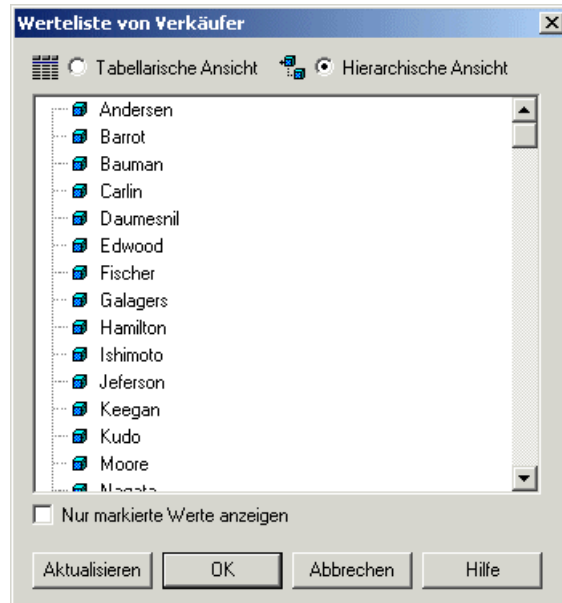 Werteliste von Verkäufer
Tabellarische Ansicht Hierarchische Ansicht
Andersen
Barrot
Bauman
Carlin
Daumesnil
Edwood
Fischer
Galagers
Hamilton
Ishimoto
Jeferson
Keegan
Kudo
Moore
Nagata
Nur markierte Werte anzeigen
Aktualisieren OK Abbrechen Hilfe